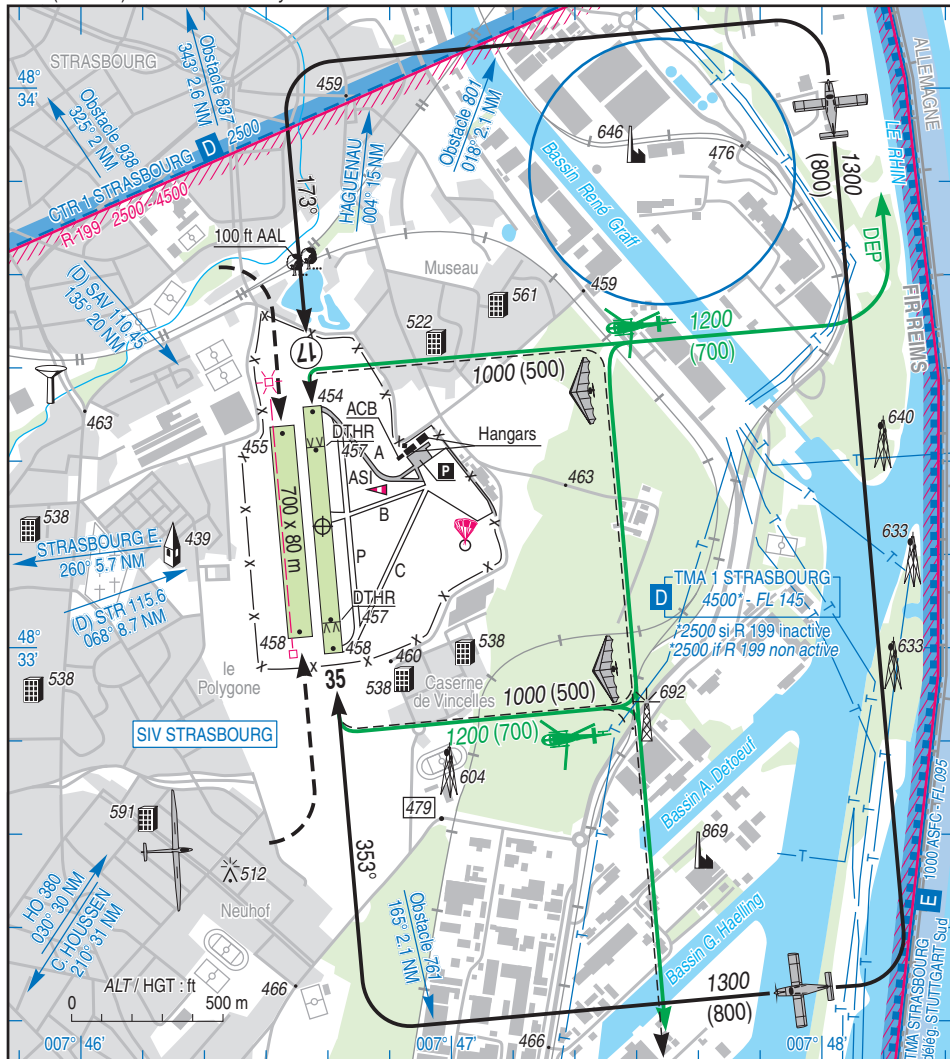 STRASBOURG
48°
34'
Obstacle 837
343° 2.6 NM
Obstacle 938
325° 2 NM
459
CTR 1 STRASBOURG D 2500
R 199 2500 - 4500
HAGUENAU
004° 15 NM
Obstacle 801
018° 2.1 NM
173°
100 ft AAL
646
476
Bassin René Graff
1300
(800)
ALLEMAGNE
LE RHIN
DEP
FIR REIMS
(D) SAV 110.45
135° 20 NM
Museau
561
459
522
1200
(700)
17
1000 (500)
463
454
ACB
DTHR
457
A
ASI
Hangars
P
455
463
640
700 x 80 m
B
538
STRASBOURG E.
260° 5.7 NM
439
(D) STR 115.6
068° 8.7 NM
P
C
633
D
TMA 1 STRASBOURG
4500* - FL 145
*2500 si R 199 inactive
*2500 if R 199 non active
DTHR
457
48°
33'
458
458
460
538
633
538
le
Polygone
35
538
Caserne
de Vincelles
1000 (500)
692
SIV STRASBOURG
1200 (700)
604
Bassin A. Detoeuf
591
479
869
512
353°
HO 380
030° 30 NM
C. HOUSSEN
210° 31 NM
Neuhof
Obstacle 761
165° 2.1 NM
Bassin G. Haelling
E 1000 ASFC - FL 095
TMA STRASBOURG
ALT / HGT : ft
0 500 m
466
1300
(800)
466
007° 46'
007° 47'
007° 48'